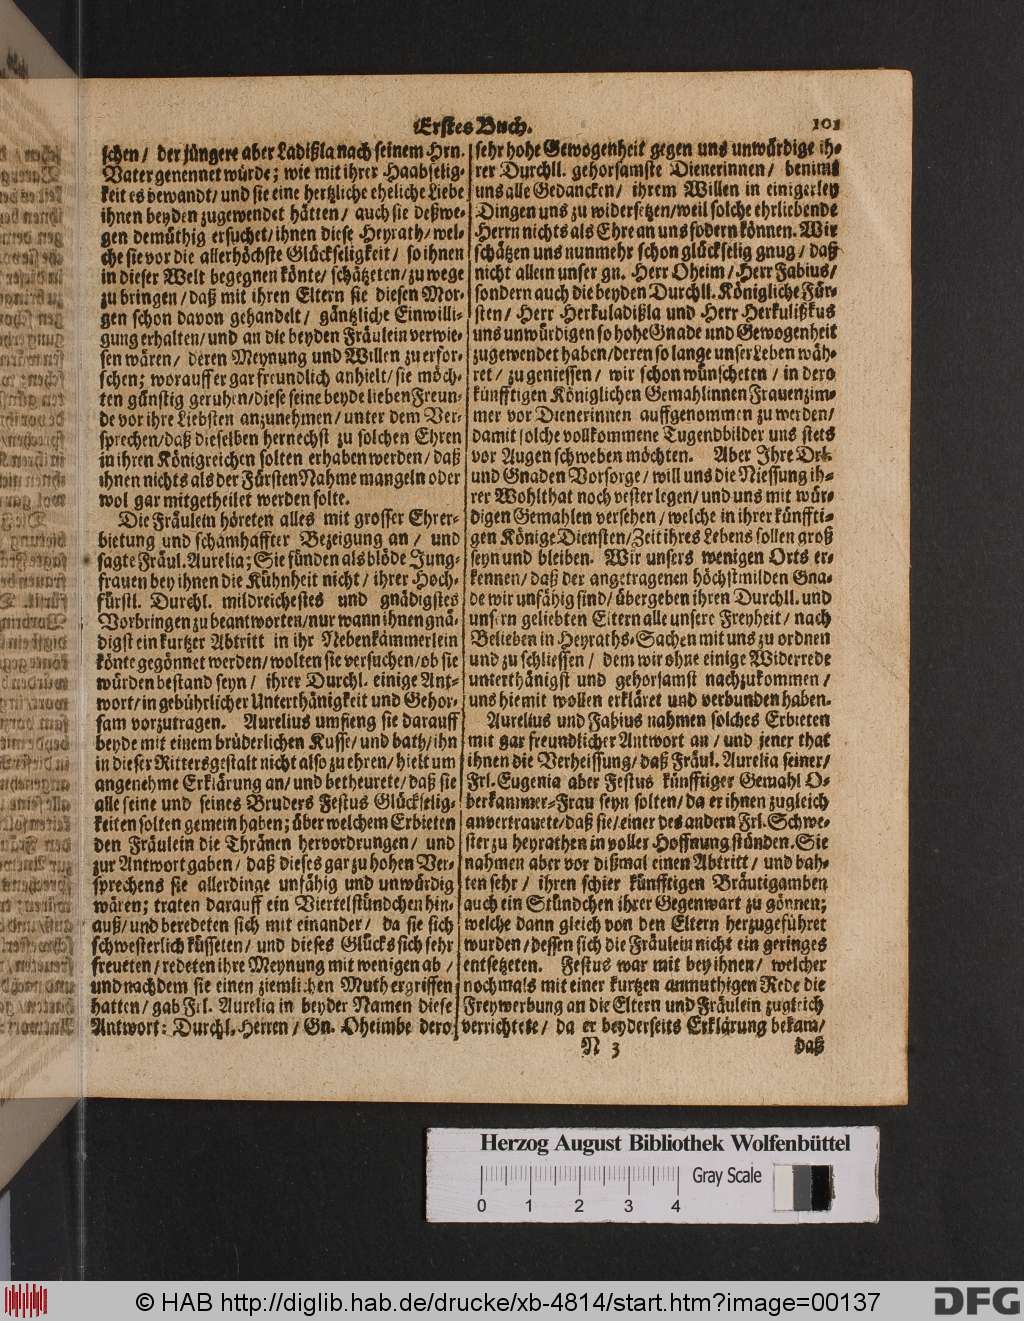 Erstes Buch. 101
schen / der jüngere aber Ladißla nach seinem Hrn.
Vater genennet würde; wie mit ihrer Haabselig-
keit es bewandt / und sie eine hertzliche eheliche Liebe
ihnen beyden zugewendet hätten / auch sie deßwe-
gen demüthig ersuchet / ihnen diese Heyrath / wel-
che sie vor die allerhöchste Glückseligkeit / so ihnen
in dieser Welt begegnen könte / schätzeten / zu wege
zu bringen / daß mit ihren Eltern sie diesen Mor-
gen schon davon gehandelt / gäntzliche Einwilli-
gung erhalten / und an die beyden Fräulein verwie-
sen wären / deren Meynung und Willen zu erfor-
schen; worauff er gar freundlich anhielt / sie möch-
ten günstig geruhen / diese seine beyde lieben Freun-
de vor ihre Liebsten anzunehmen / unter dem Ver-
sprechen / daß dieselben hernechst zu solchen Ehren
in ihren Königreichen solten erhaben werden / daß
ihnen nichts als der Fürsten Nahme mangeln oder
wol gar mitgetheilet werden solte.
Die Fräulein höreten alles mit grosser Ehrer-
bietung und schamhaffter Bezeigung an / und
sagte Fräul. Aurelia; Sie fünden als blöde Jung-
frauen bey ihnen die Kühnheit nicht / ihrer Hoch-
fürstl. Durchl. mildreichestes und gnädigstes
Vorbringen zu beantworten / nur wann ihnen gnä-
digst ein kurtzer Abtritt in ihr Nebenkämmerlein
könte gegönnet werden / wolten sie versuchen / ob sie
würden bestand seyn / ihrer Durchl. einige Ant-
wort / in gebührlicher Unterthänigkeit und Gehor-
sam vorzutragen. Aurelius umfieng sie darauff
beyde mit einem brüderlichen Kusse / und bath / ihn
in dieser Rittersgestalt nicht also zu ehren / hielt um
angenehme Erklärung an / und betheurete / daß sie
alle seine und seines Bruders Festus Glückselig-
keiten solten gemein haben; über welchem Erbieten
den Fräulein die Thränen hervordrungen / und
zur Antwort gaben / daß dieses gar zu hohen Ver-
sprechens sie allerdinge unfähig und unwürdig
wären; traten darauff ein Viertelstündchen hin-
auß / und beredeten sich mit einander / da sie sich
schwesterlich küsseten / und dieses Glücks sich sehr
freueten / redeten ihre Meynung mit wenigen ab /
und nachdem sie einen ziemlichen Muth ergriffen
hatten / gab Frl. Aurelia in beyder Namen diese
Antwort: Durchl. Herren / Gn. Oheimbe dero
sehr hohe Gewogenheit gegen uns unwürdige ih-
rer Durchll. gehorsamste Dienerinnen / benimt
uns alle Gedancken / ihrem Willen in einigerley
Dingen uns zu widersetzen / weil solche ehrliebende
Herrn nichts als Ehre an uns fodern können. Wir
schätzen uns nunmehr schon glückselig gnug / daß
nicht allein unser gn. Herr Oheim / Herr Fabius /
sondern auch die beyden Durchll. Königliche Für-
sten / Herr Herkuladißla und Herr Herkulißkus
uns unwürdigen so hohe Gnade und Gewogenheit
zugewendet haben / deren so lange unser Leben wäh-
ret / zu geniessen / wir schon wünscheten / in dero
künfftigen Königlichen Gemahlinnen Frauenzim-
mer vor Dienerinnen auffgenommen zu werden /
damit solche vollkommene Tugendbilder uns stets
vor Augen schweben möchten. Aber Ihre Drl.
und Gnaden Vorsorge / will uns die Niessung ih-
rer Wohlthat noch vester legen / und uns mit wür-
digen Gemahlen versehen / welche in ihrer künffti-
gen Könige Diensten / Zeit ihres Lebens sollen groß
seyn und bleiben. Wir unsers wenigen Orts er-
kennen / daß der angetragenen höchstmilden Gna-
de wir unfähig sind / übergeben ihren Durchll. und
unsern geliebten Eltern alle unsere Freyheit / nach
Belieben in Heyraths-Sachen mit uns zu ordnen
und zu schliessen / dem wir ohne einige Widerrede
unterthänigst und gehorsamst nachzukommen /
uns hiemit wollen erkläret und verbunden haben.
Aurelius und Fabius nahmen solches Erbieten
mit gar freundlicher Antwort an / und jener that
ihnen die Verheissung / daß Fräul. Aurelia seiner /
Frl. Eugenia aber Festus künfftiger Gemahl O-
berkammer-Frau seyn solten / da er ihnen zugleich
anvertrauete / daß sie / einer des andern Frl. Schwe-
ster zu heyrathen in voller Hoffnung stünden. Sie
nahmen aber vor dißmal einen Abtritt / und bah-
ten sehr / ihren schier künfftigen Bräutigamben
auch ein Stündchen ihrer Gegenwart zu gönnen;
welche dann gleich von den Eltern herzugeführet
wurden / dessen sich die Fräulein nicht ein geringes
entsetzeten. Festus war mit bey ihnen / welcher
nochmals mit einer kurtzen anmuthigen Rede die
Freywerbung an die Eltern und Fräulein zugleich
verrichtete / da er beyderseits Erklärung bekam /
N 3 daß
Herzog August Bibliothek Wolfenbüttel
0 1 2 3 4 Gray Scale
© HAB http://diglib.hab.de/drucke/xb-4814/start.htm?image=00137 DFG